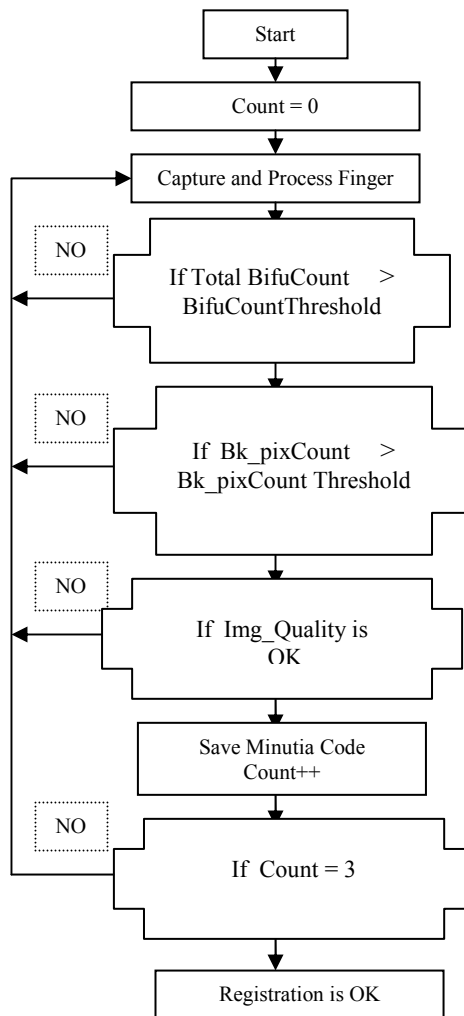 Start
Count = 0
Capture and Process Finger
NO
If Total BifuCount >
BifuCountThreshold
NO
If Bk_pixCount >
Bk_pixCount Threshold
NO
If Img_Quality is
OK
Save Minutia Code
Count++
NO
If Count = 3
Registration is OK